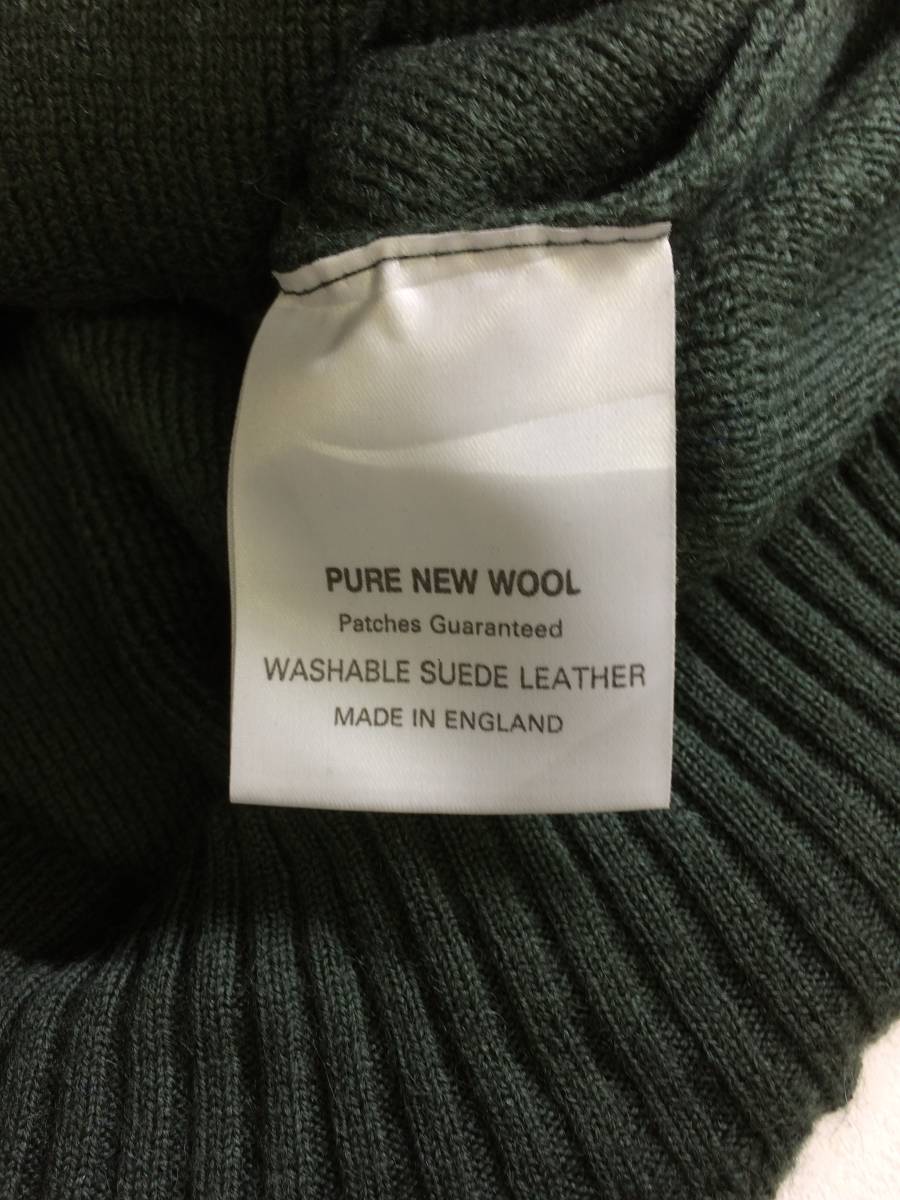 PURE NEW WOOL
Patches Guaranteed
WASHABLE SUEDE LEATHER
MADE IN ENGLAND